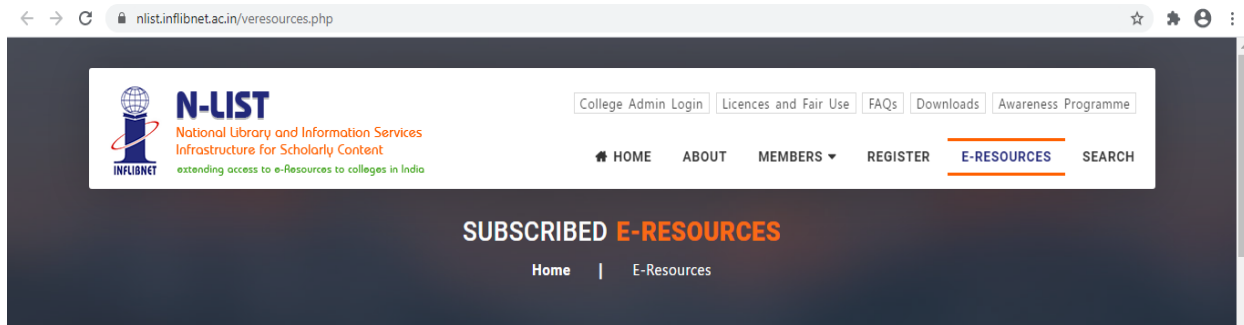 nlist.inflibnet.ac.in/veresources.php
N-LIST
National Library and Information Services
Infrastructure for Scholarly Content
extending access to e-Resources to colleges in India
INFLIBNET
College Admin Login Licences and Fair Use FAQs Downloads Awareness Programme
HOME ABOUT MEMBERS REGISTER E-RESOURCES SEARCH
SUBSCRIBED E-RESOURCES
Home | E-Resources